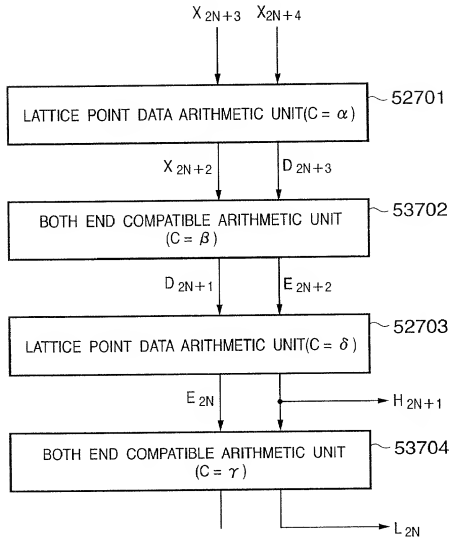 X2N+3 X2N+4
52701
LATTICE POINT DATA ARITHMETIC UNIT(C = α)
X2N+2 D2N+3
53702
BOTH END COMPATIBLE ARITHMETIC UNIT
(C = β)
D2N+1 E2N+2
52703
LATTICE POINT DATA ARITHMETIC UNIT(C = δ)
E2N
H2N+1
53704
BOTH END COMPATIBLE ARITHMETIC UNIT
(C = γ)
L2N